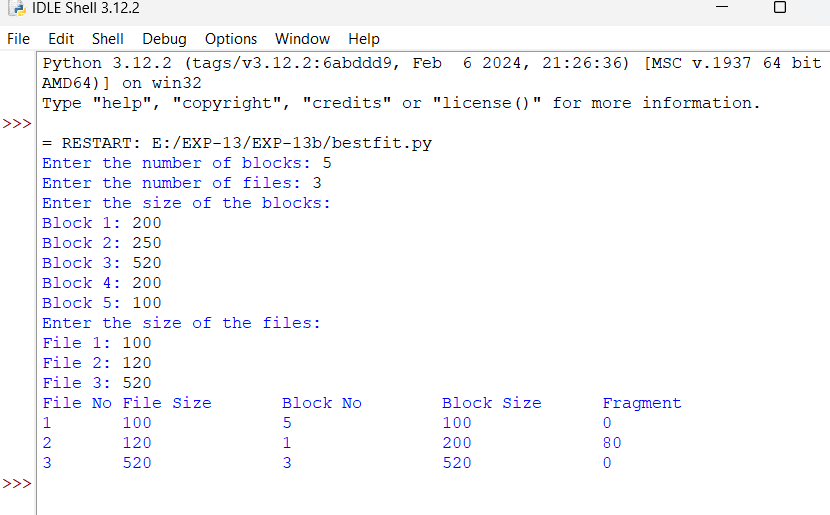 IDLE Shell 3.12.2
File Edit Shell Debug Options Window Help
Python 3.12.2 (tags/v3.12.2:6abddd9, Feb  6 2024, 21:26:36) [MSC v.1937 64 bit
AMD64)] on win32
Type "help", "copyright", "credits" or "license()" for more information.
>>>
= RESTART: E:/EXP-13/EXP-13b/bestfit.py
Enter the number of blocks: 5
Enter the number of files: 3
Enter the size of the blocks:
Block 1: 200
Block 2: 250
Block 3: 520
Block 4: 200
Block 5: 100
Enter the size of the files:
File 1: 100
File 2: 120
File 3: 520
File No File Size Block No Block Size Fragment
1 100 5 100 0
2 120 1 200 80
3 520 3 520 0
>>>